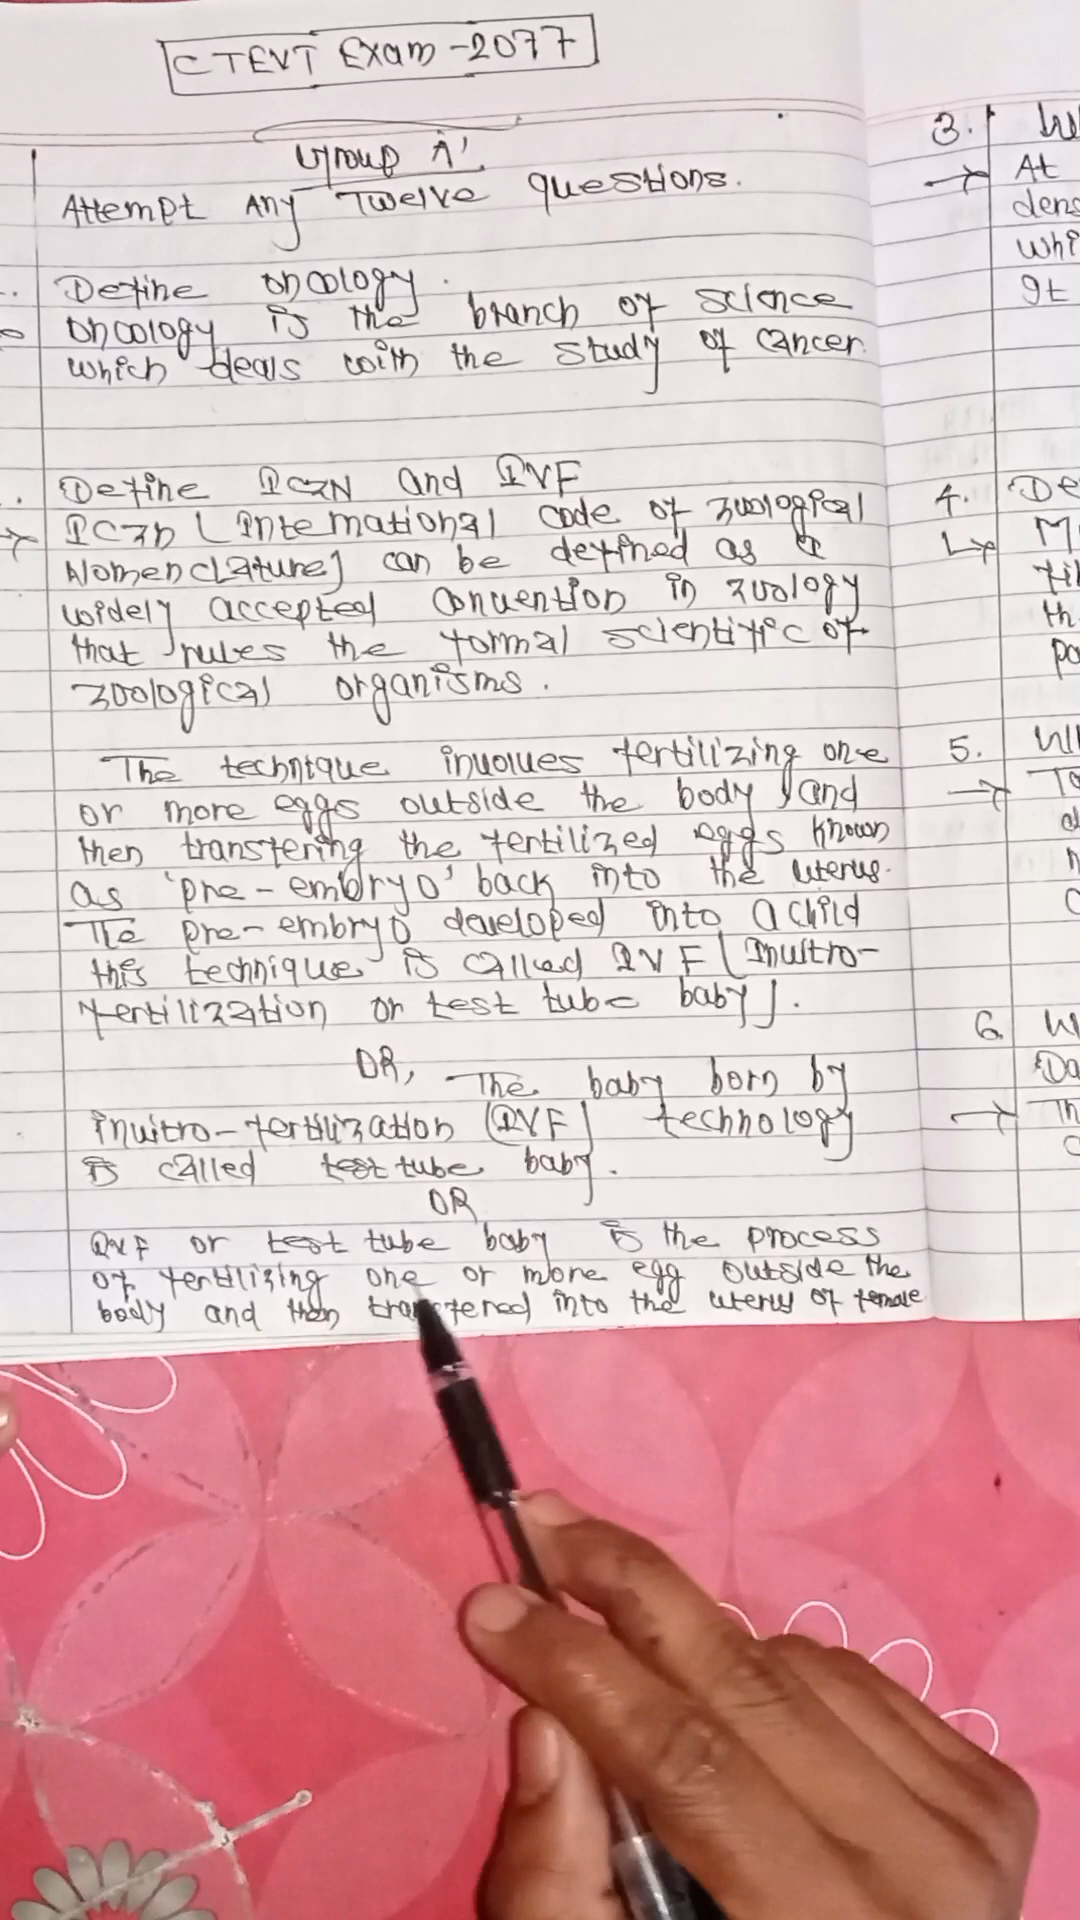 CTEVT Exam-2077
Group 'A'
Attempt Any Twelve questions.
Define oncology.
oncology is the branch of science
which deals with the study of cancer.
Define ICZN and IVF
ICZN (International code of zoological
Nomenclature) can be defined as a
widely accepted convention in zoology
that rules the formal scientific of
zoological organisms.
The technique involves fertilizing one
or more eggs outside the body and
then transfering the fertilized eggs known
as 'pre-embryo' back into the uterus.
The pre-embryo developed into a child
this technique is called IVF (Invitro-
fertilization or test tube baby).
OR, The baby born by
invitro-fertilization (IVF) technology
is called test tube baby.
OR
IVF or test tube baby is the process
of fertilizing one or more egg outside the
body and then transfered into the uterus of female
3.
At
dens
whi
It
4. De
th
5.
6.
Th